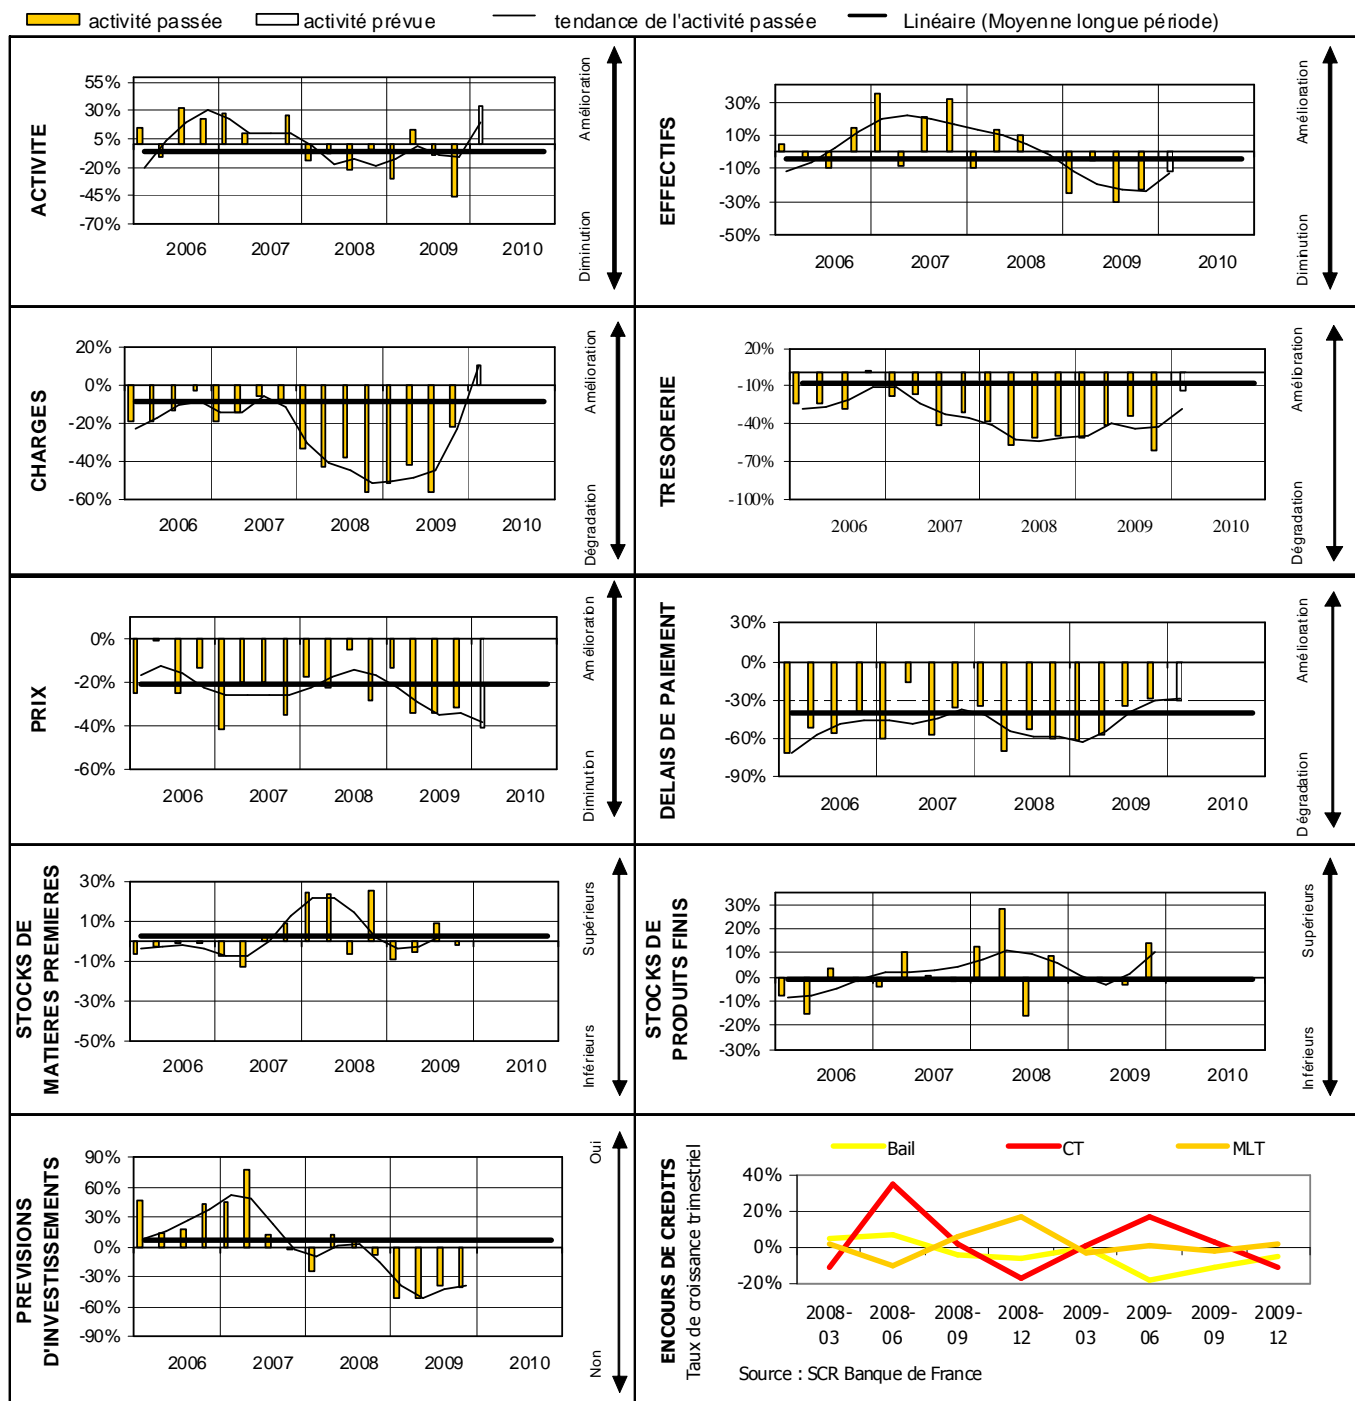 activité passée activité prévue tendance de l'activité passée Linéaire (Moyenne longue période)
ACTIVITE
55%
30%
5%
-20%
-45%
-70%
2006 2007 2008 2009 2010
Amélioration
Diminution
EFFECTIFS
30%
10%
-10%
-30%
-50%
2006 2007 2008 2009 2010
Amélioration
Diminution
CHARGES
20%
0%
-20%
-40%
-60%
2006 2007 2008 2009 2010
Amélioration
Dégradation
TRESORERIE
20%
-10%
-40%
-70%
-100%
2006 2007 2008 2009 2010
Amélioration
Dégradation
PRIX
0%
-20%
-40%
-60%
2006 2007 2008 2009 2010
Amélioration
Diminution
DELAIS DE PAIEMENT
30%
0%
-30%
-60%
-90%
2006 2007 2008 2009 2010
Amélioration
Dégradation
STOCKS DE
MATIERES PREMIERES
30%
10%
-10%
-30%
-50%
2006 2007 2008 2009 2010
Supérieurs
Inférieurs
STOCKS DE
PRODUITS FINIS
30%
20%
10%
0%
-10%
-20%
-30%
2006 2007 2008 2009 2010
Supérieurs
Inférieurs
PREVISIONS
D'INVESTISSEMENTS
90%
60%
30%
0%
-30%
-60%
-90%
2006 2007 2008 2009 2010
Oui
Non
ENCOURS DE CREDITS
Taux de croissance trimestriel
Bail CT MLT
40%
20%
0%
-20%
2008- 2008- 2008- 2008- 2009- 2009- 2009- 2009-
03 06 09 12 03 06 09 12
Source : SCR Banque de France